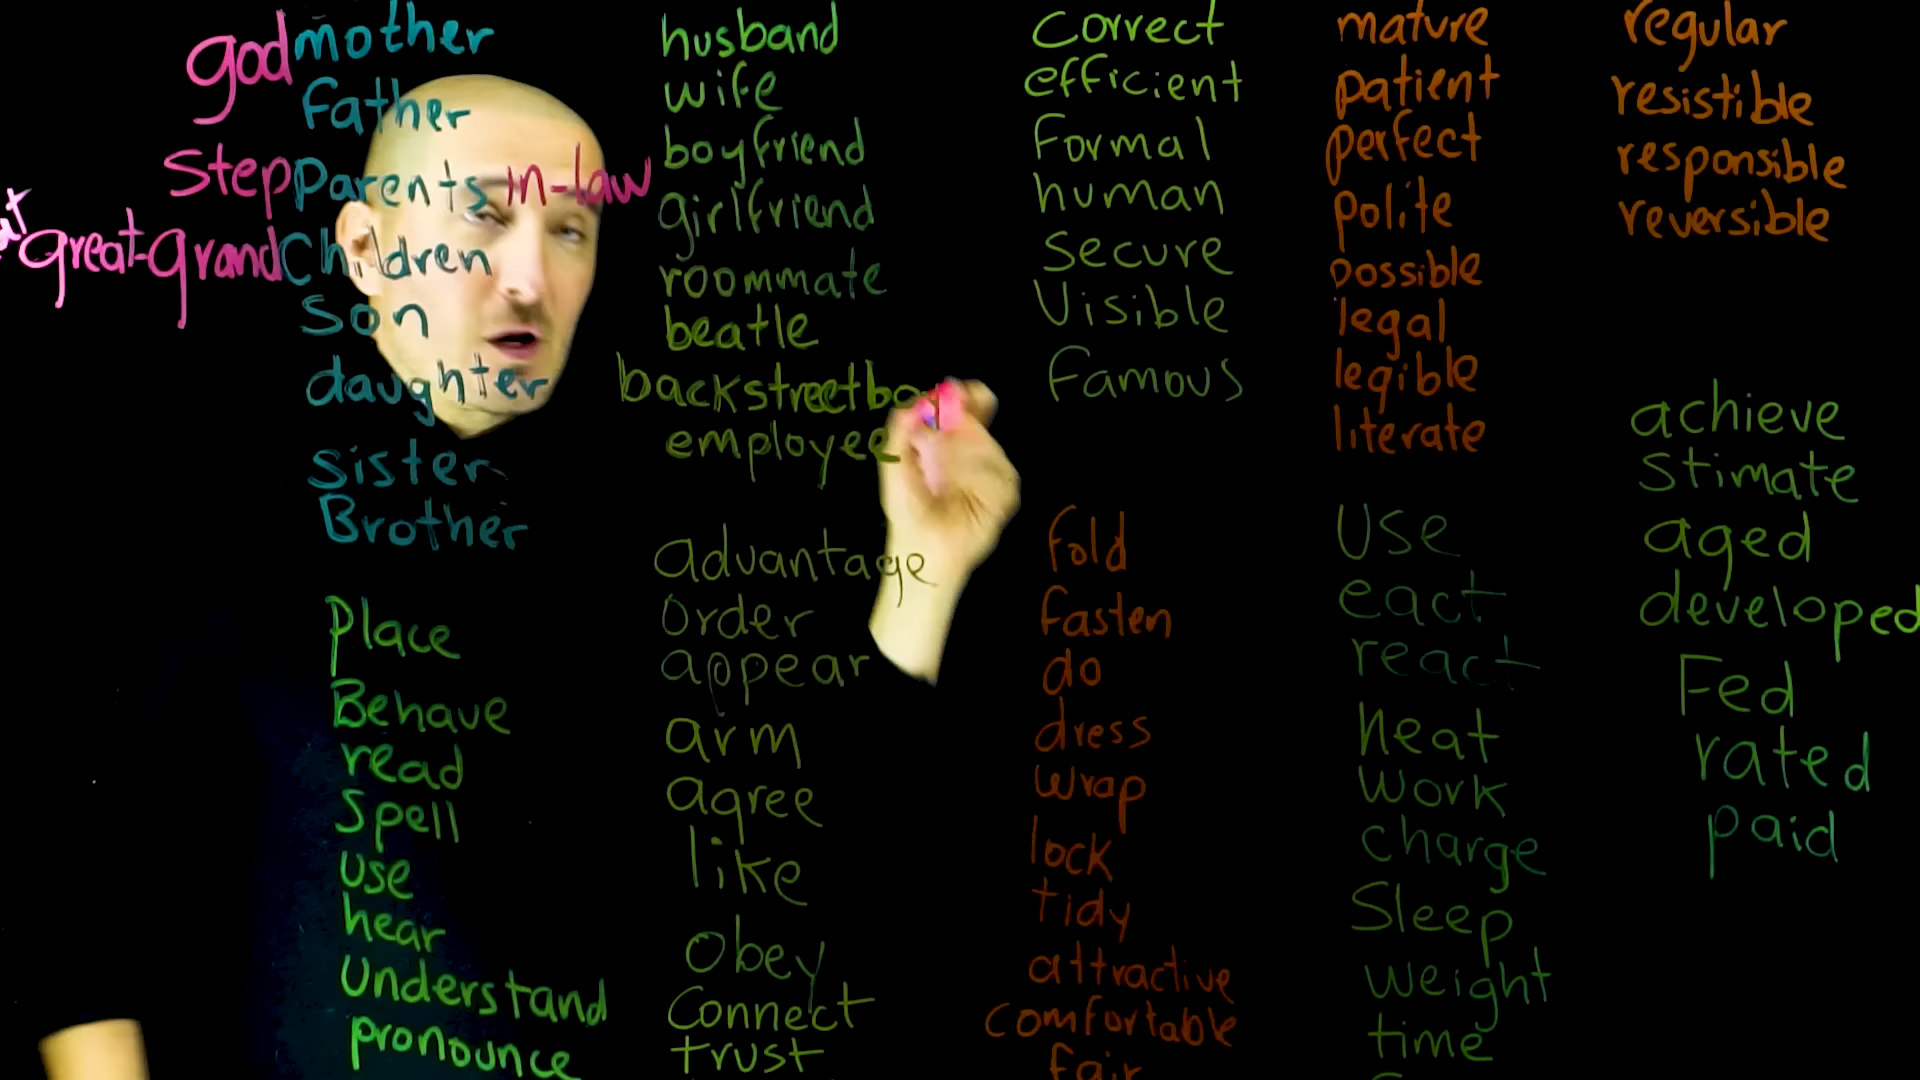 godmother
father
stepparents in-law
great-grandchildren
son
daughter
sister
Brother
Place
Behave
read
Spell
use
hear
Understand
pronounce
husband
wife
boyfriend
girlfriend
roommate
beatle
backstreetboy
employee
advantage
order
appear
arm
agree
like
obey
Connect
trust
Correct
efficient
Formal
human
Secure
Visible
Famous
fold
fasten
do
dress
wrap
lock
tidy
attractive
comfortable
fair
mature
patient
perfect
polite
possible
legal
legible
literate
Use
eact
react
heat
work
charge
Sleep
weight
time
regular
resistible
responsible
reversible
achieve
Stimate
aged
developed
Fed
rated
paid